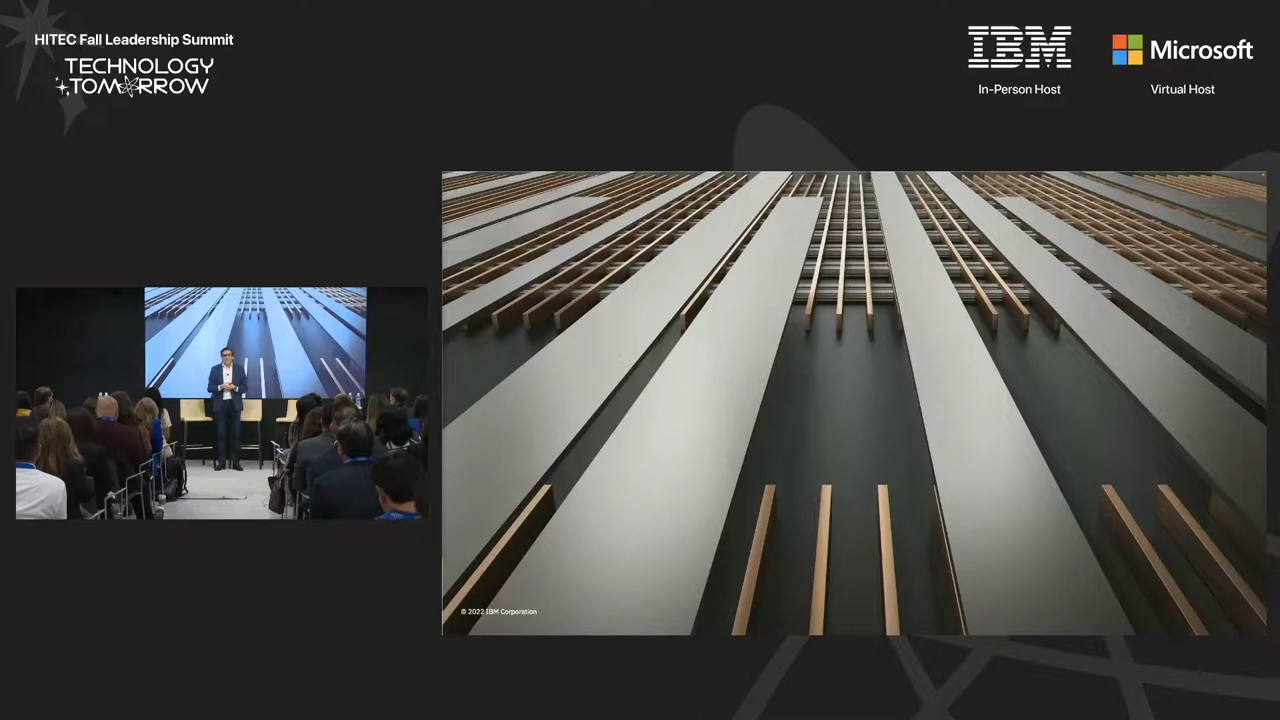 HITEC Fall Leadership Summit
TECHNOLOGY
TOMORROW
IBM
In-Person Host
Microsoft
Virtual Host
© 2022 IBM Corporation